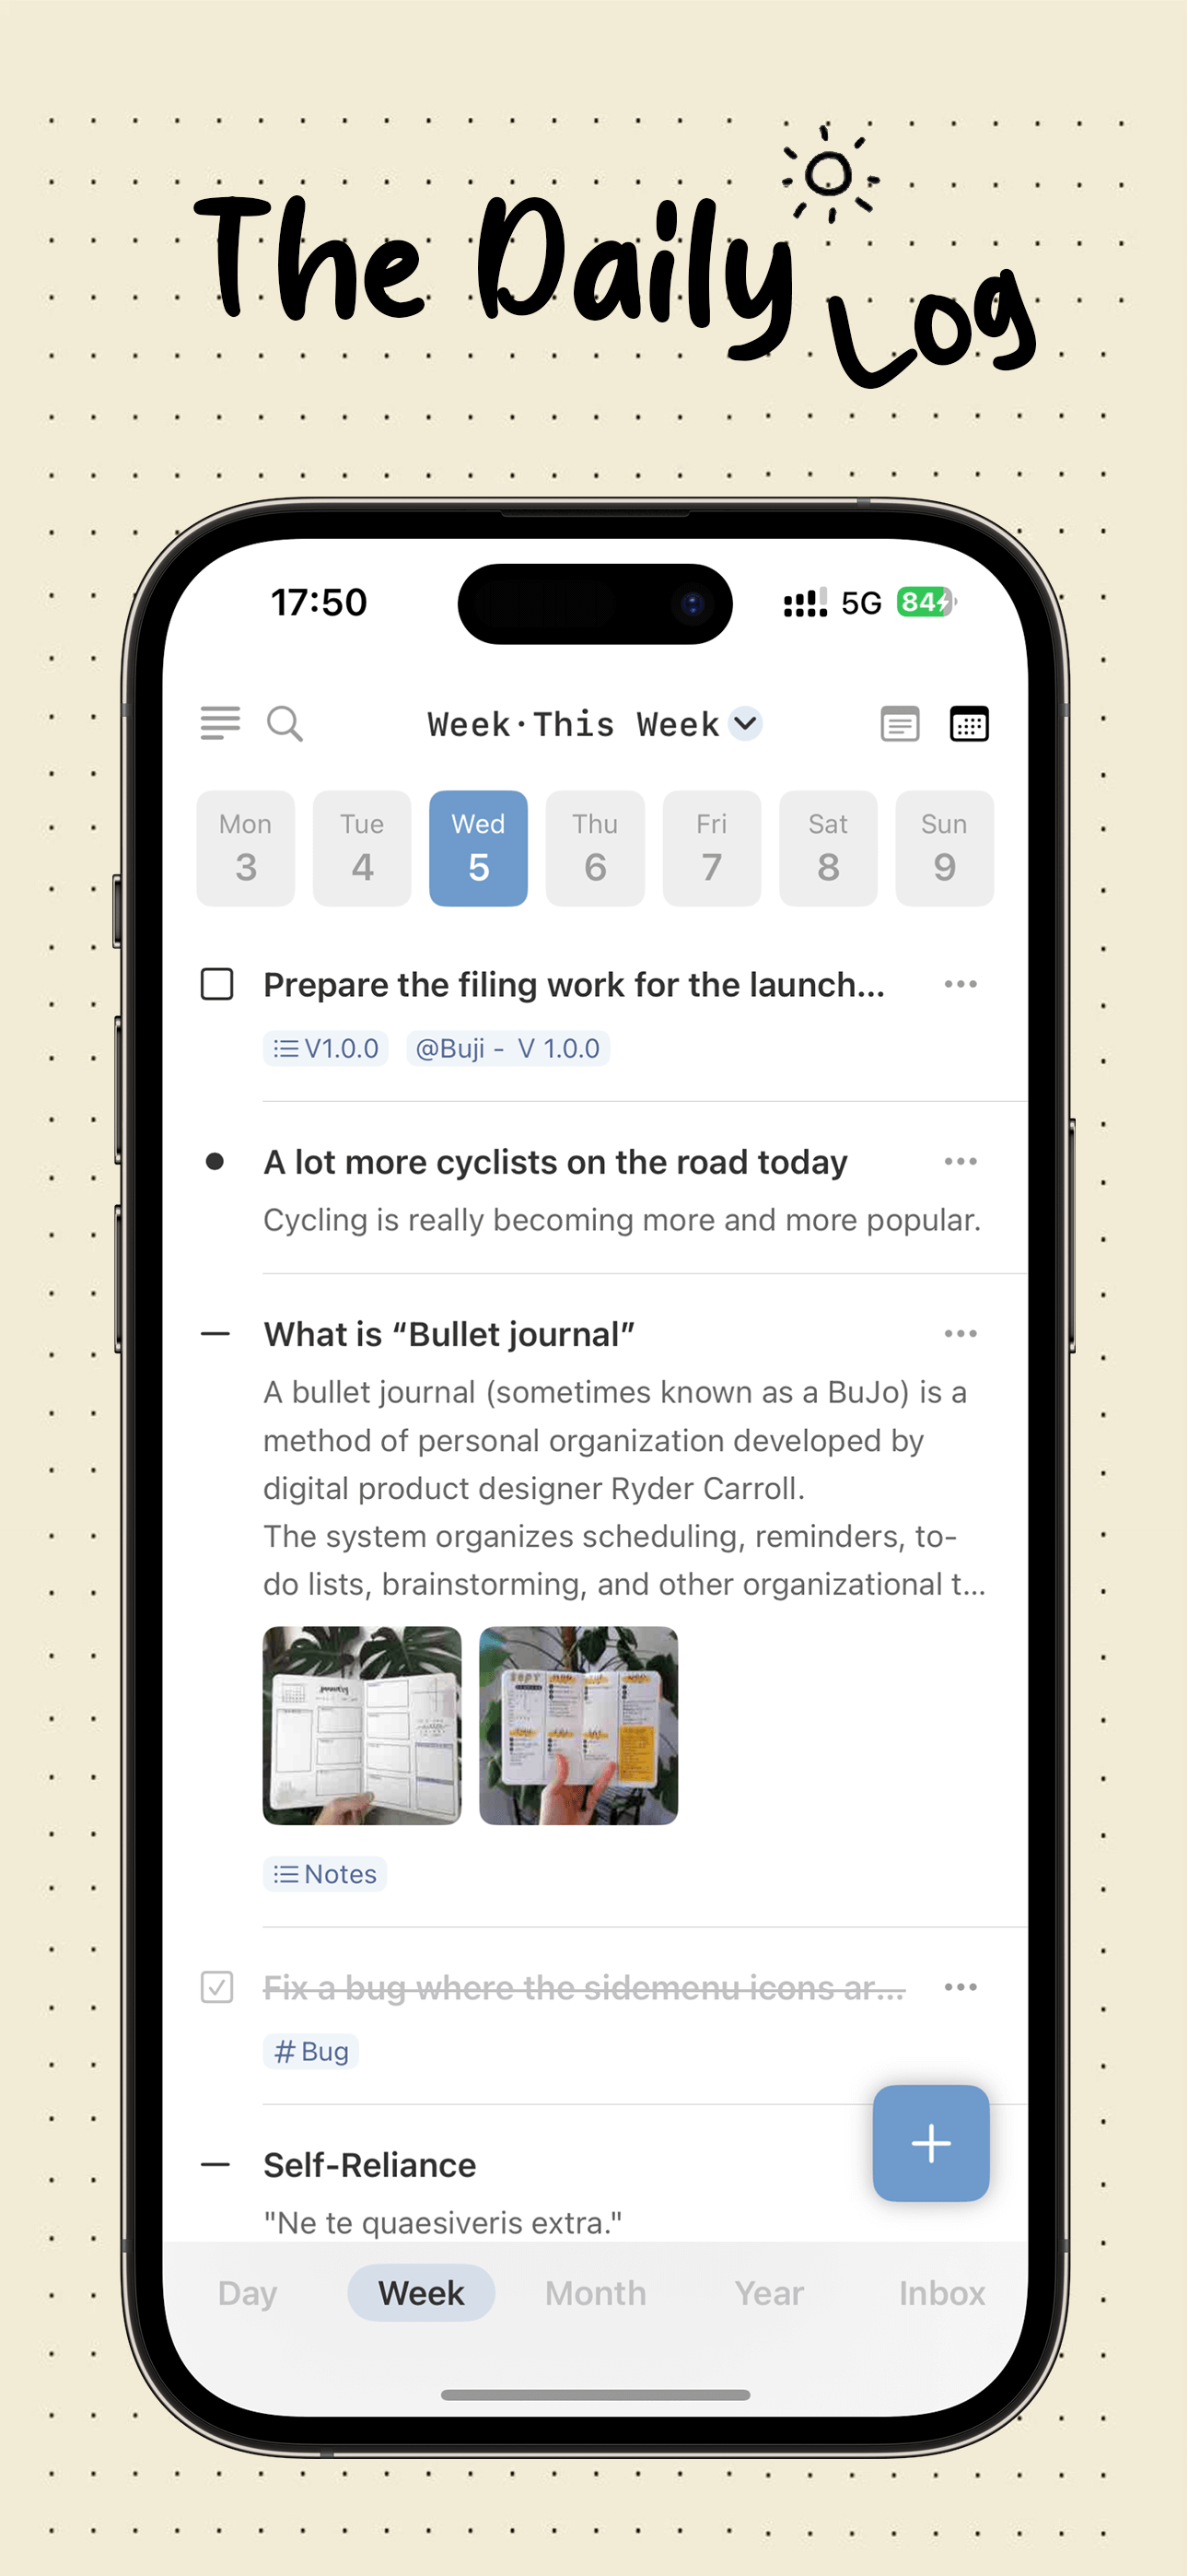 The Daily Log
17:50 5G 84
Week·This Week
Mon Tue Wed Thu Fri Sat Sun
3 4 5 6 7 8 9
Prepare the filing work for the launch...
V1.0.0 @Buji - V 1.0.0
A lot more cyclists on the road today
Cycling is really becoming more and more popular.
What is “Bullet journal”
A bullet journal (sometimes known as a BuJo) is a
method of personal organization developed by
digital product designer Ryder Carroll.
The system organizes scheduling, reminders, to-
do lists, brainstorming, and other organizational t...
SEPT
Notes
Fix a bug where the sidemenu icons ar...
# Bug
Self-Reliance
"Ne te quaesiveris extra."
Day Week Month Year Inbox